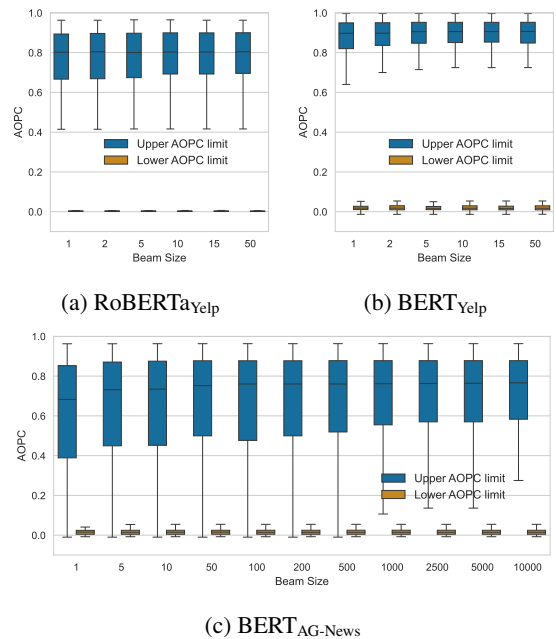 1.0
0.8
0.6
0.4
0.2
0.0
AOPC
Upper AOPC limit
Lower AOPC limit
1 2 5 10 15 50
Beam Size
(a) RoBERTaYelp
1.0
0.8
0.6
0.4
0.2
0.0
AOPC
Upper AOPC limit
Lower AOPC limit
1 2 5 10 15 50
Beam Size
(b) BERTYelp
1.0
0.8
0.6
0.4
0.2
0.0
AOPC
Upper AOPC limit
Lower AOPC limit
1 5 10 50 100 200 500 1000 2500 5000 10000
Beam Size
(c) BERTAG-News